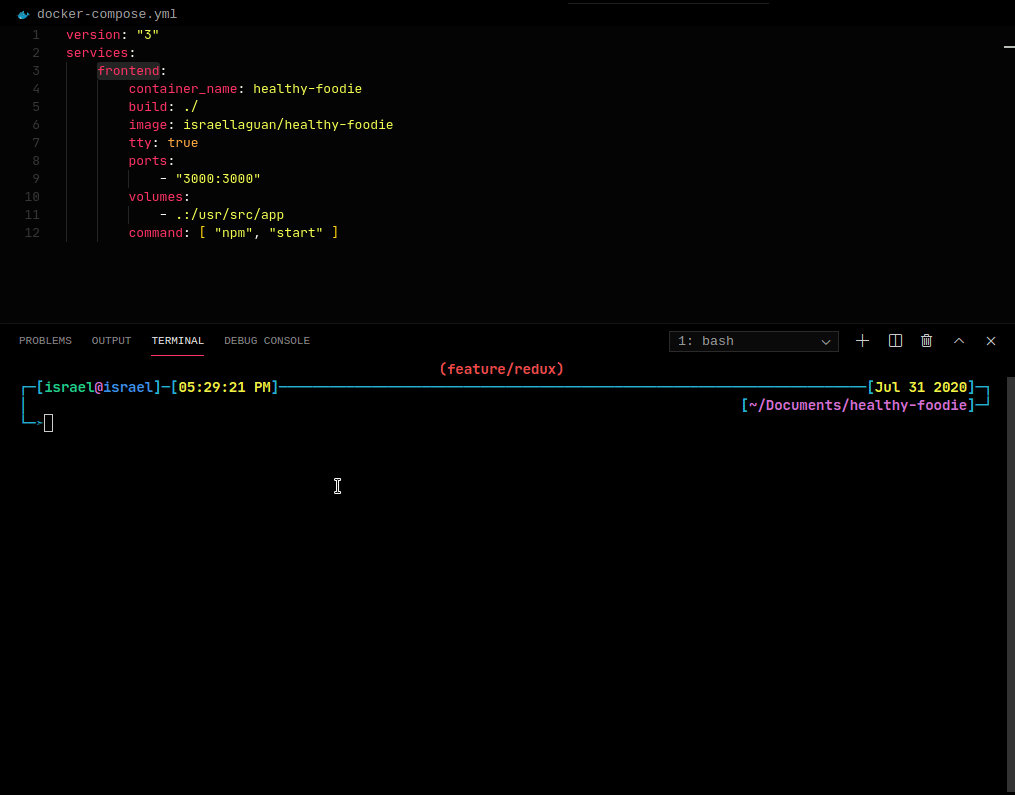 docker-compose.yml
1 version: "3"
2 services:
3     frontend:
4         container_name: healthy-foodie
5         build: ./
6         image: israellaguan/healthy-foodie
7         tty: true
8         ports:
9             - "3000:3000"
10         volumes:
11             - .:/usr/src/app
12         command: [ "npm", "start" ]
PROBLEMS OUTPUT TERMINAL DEBUG CONSOLE 1: bash
(feature/redux)
┌─[israel@israel]─[05:29:21 PM]────[Jul 31 2020]─┐
│ [~/Documents/healthy-foodie]─┘
└─>